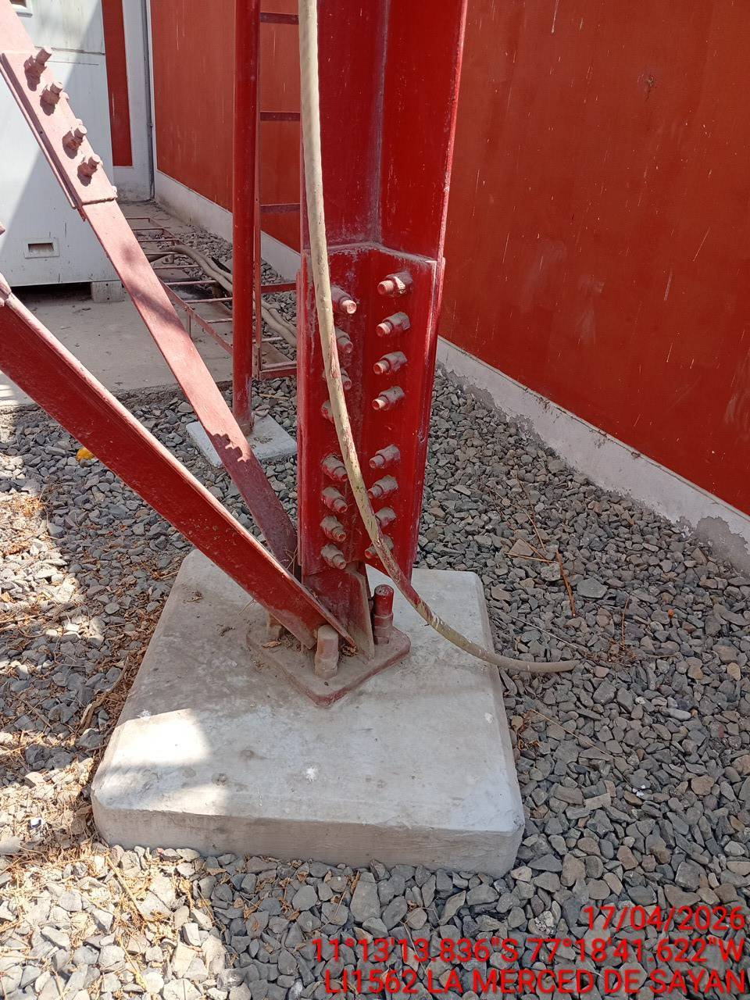 17/04/2026
11°13'13.836"S 77°18'41.622"W
LI1562 LA MERCED DE SAYAN